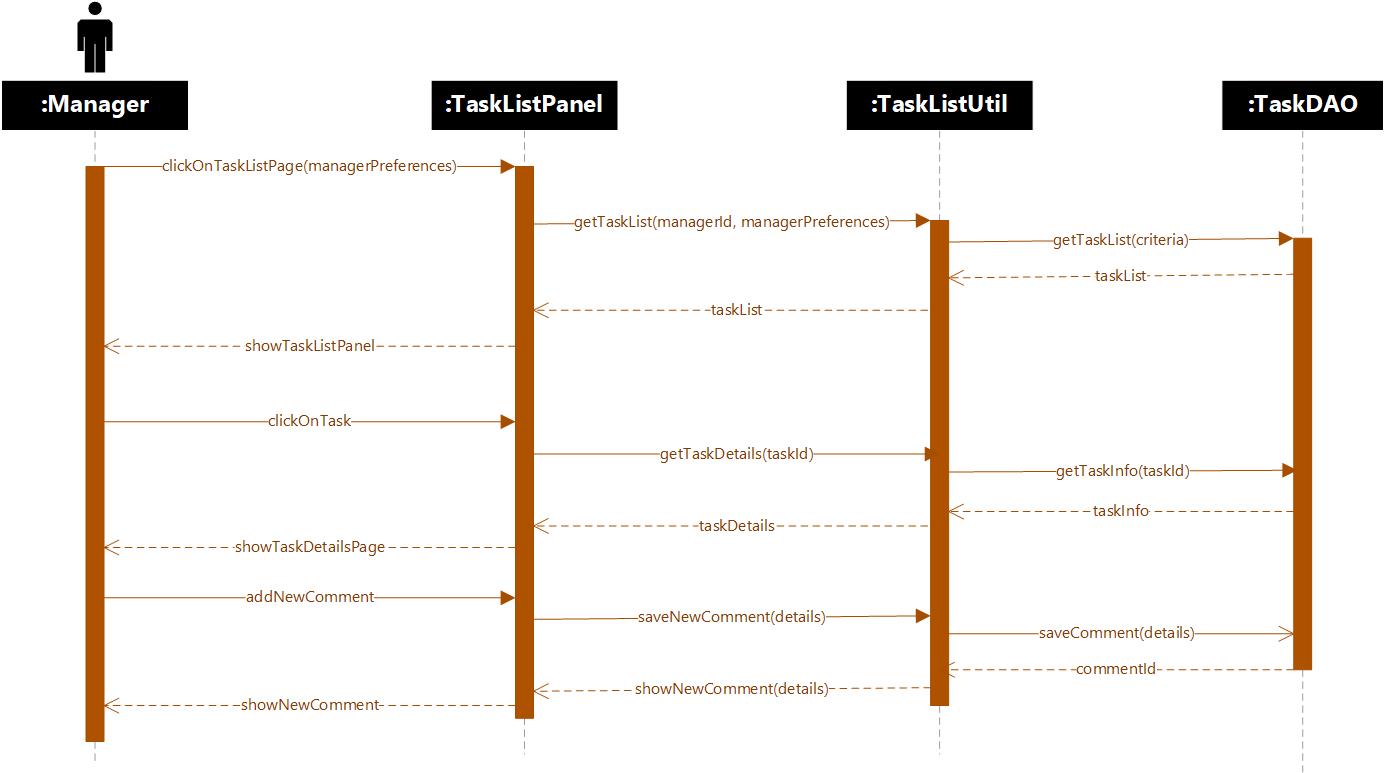 :Manager
:TaskListPanel
:TaskListUtil
:TaskDAO
clickOnTaskListPage(managerPreferences)
getTaskList(managerId, managerPreferences)
getTaskList(criteria)
taskList
taskList
showTaskListPanel
clickOnTask
getTaskDetails(taskId)
getTaskInfo(taskId)
taskInfo
taskDetails
showTaskDetailsPage
addNewComment
saveNewComment(details)
saveComment(details)
commentId
showNewComment(details)
showNewComment